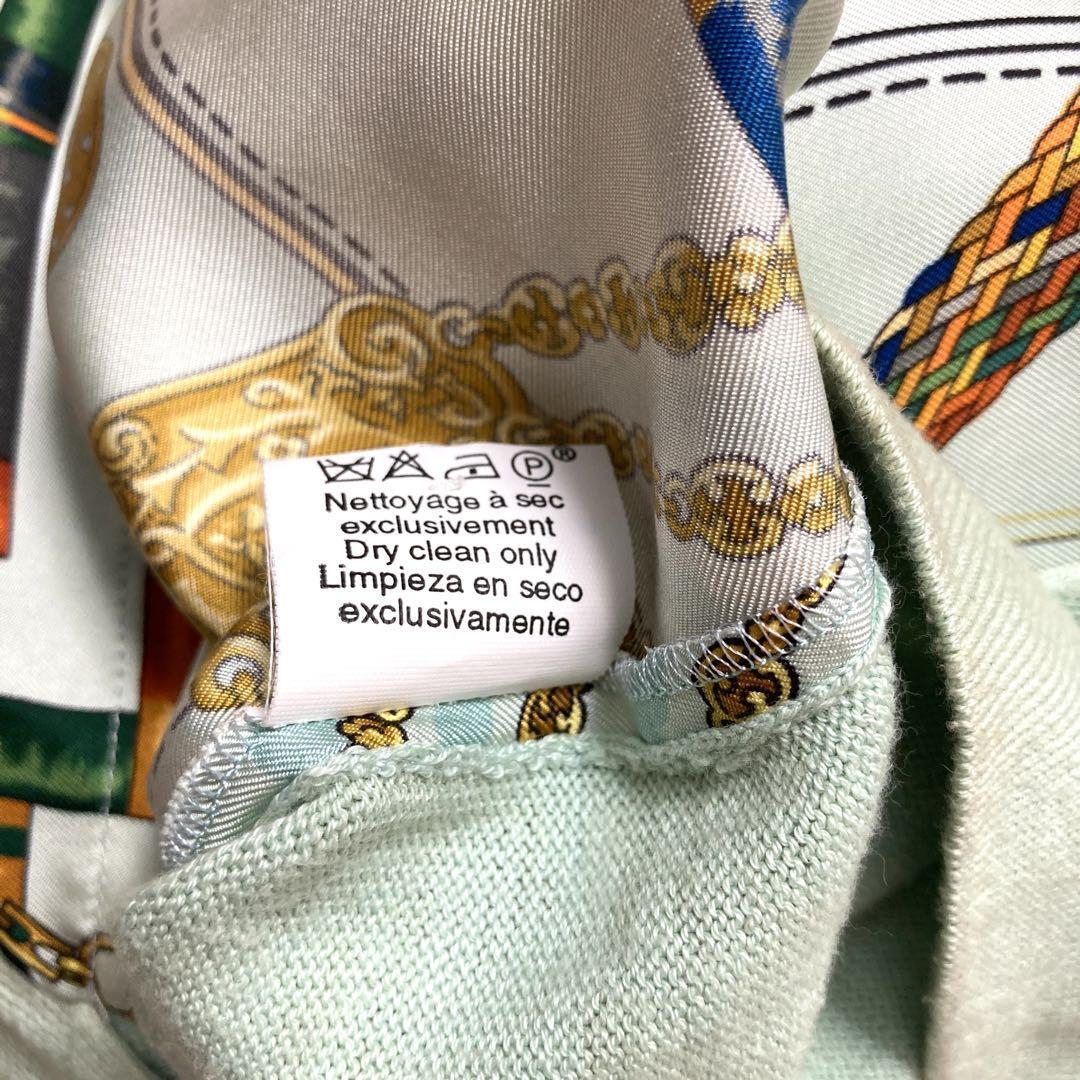 P®
Nettoyage à sec
exclusivement
Dry clean only
Limpieza en seco
exclusivamente